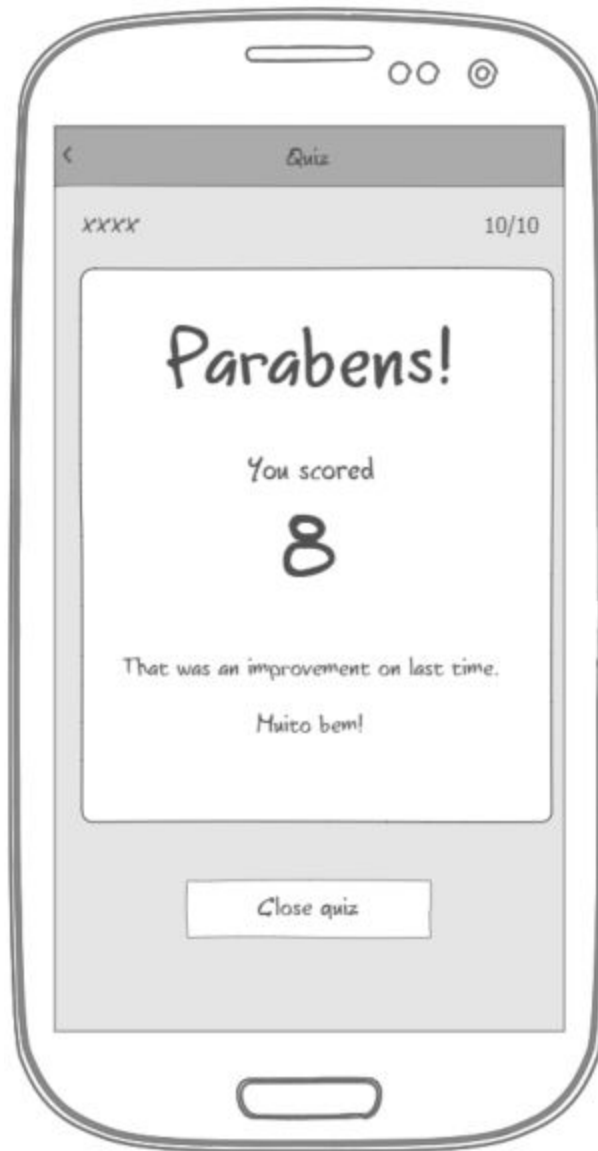 Quiz
xxxx 10/10
Parabens!
You scored
8
That was an improvement on last time.
Muito bem!
Close quiz